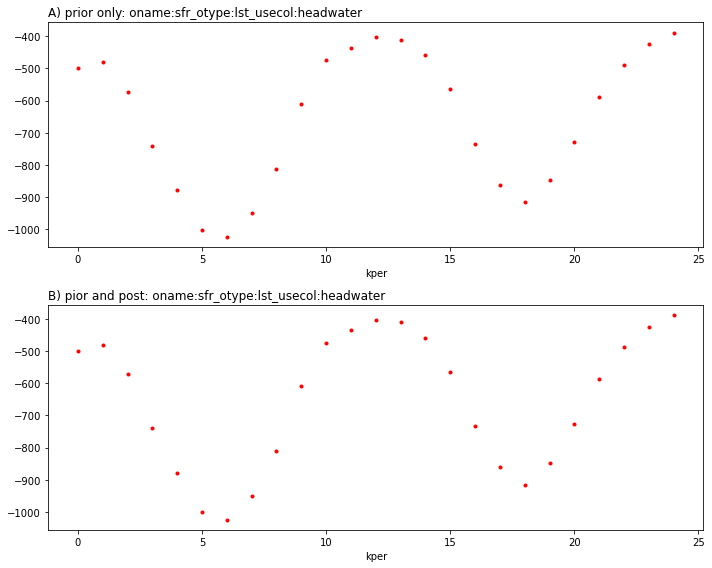 A) prior only: oname:sfr_otype:lst_usecol:headwater
−400
−500
−600
−700
−800
−900
−1000
0 5 10 15 20 25
kper
B) pior and post: oname:sfr_otype:lst_usecol:headwater
−400
−500
−600
−700
−800
−900
−1000
0 5 10 15 20 25
kper